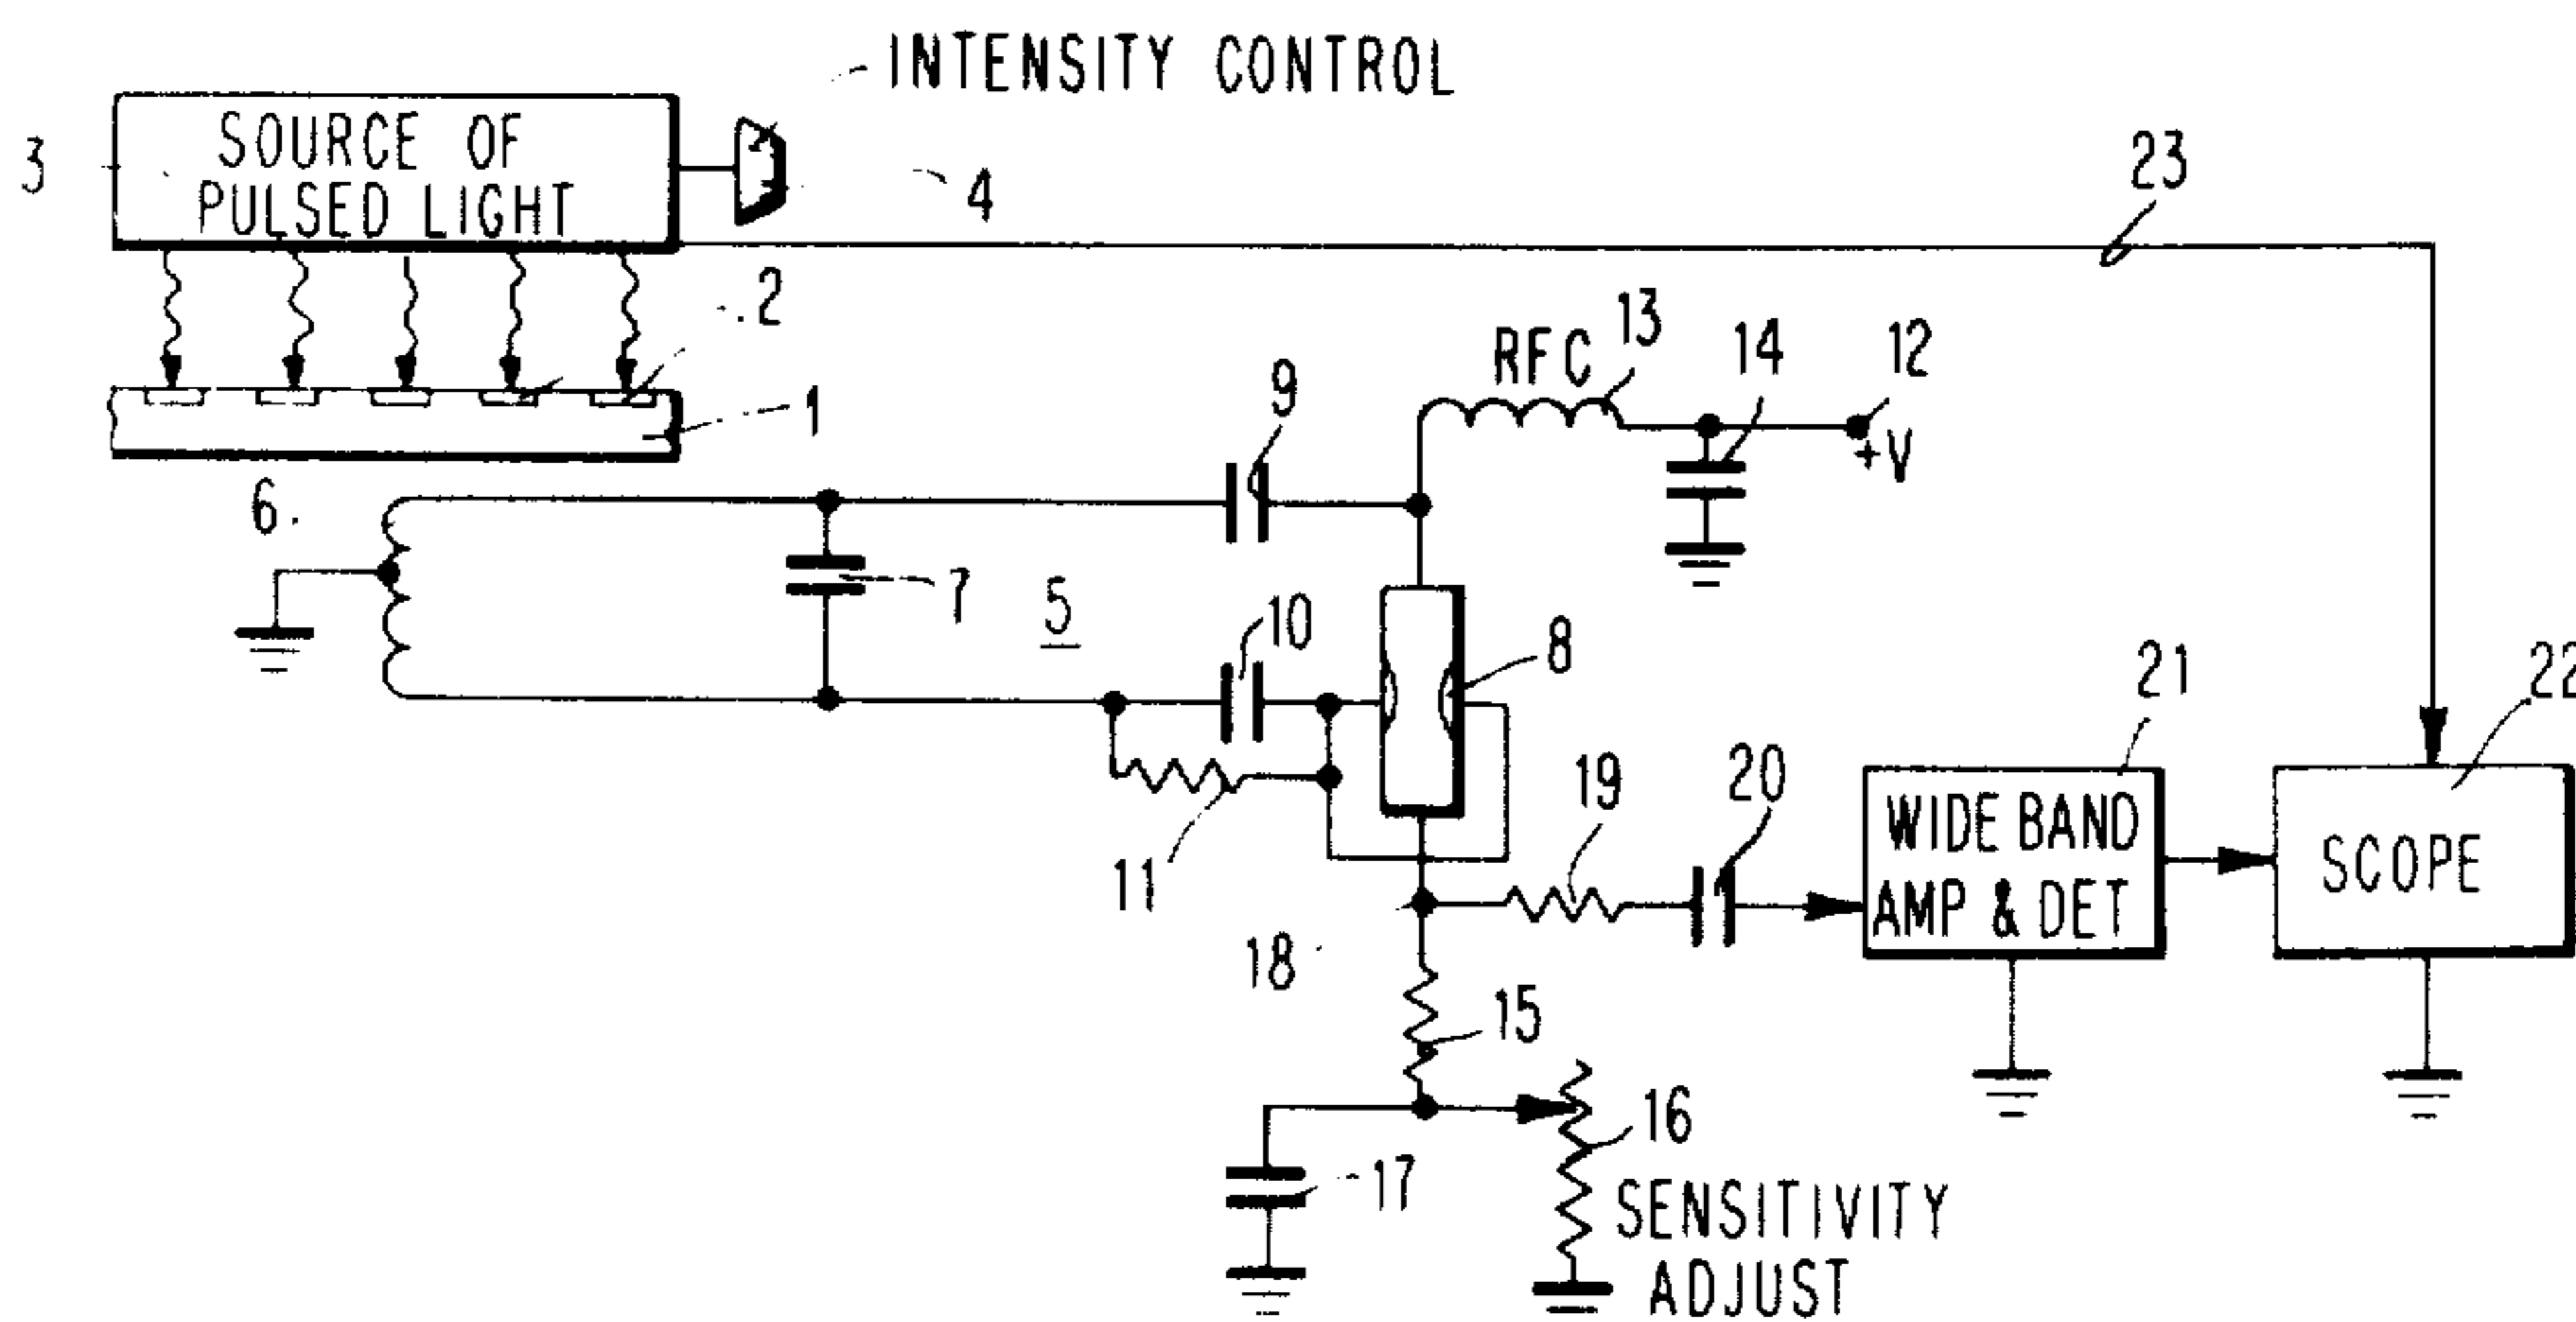 INTENSITY CONTROL
3
SOURCE OF
PULSED LIGHT
4
23
2
1
RFC
13
14
12
+V
9
6
7
5
10
8
11
19
20
21
22
WIDE BAND
AMP & DET
SCOPE
18
15
16
17
SENSITIVITY
ADJUST